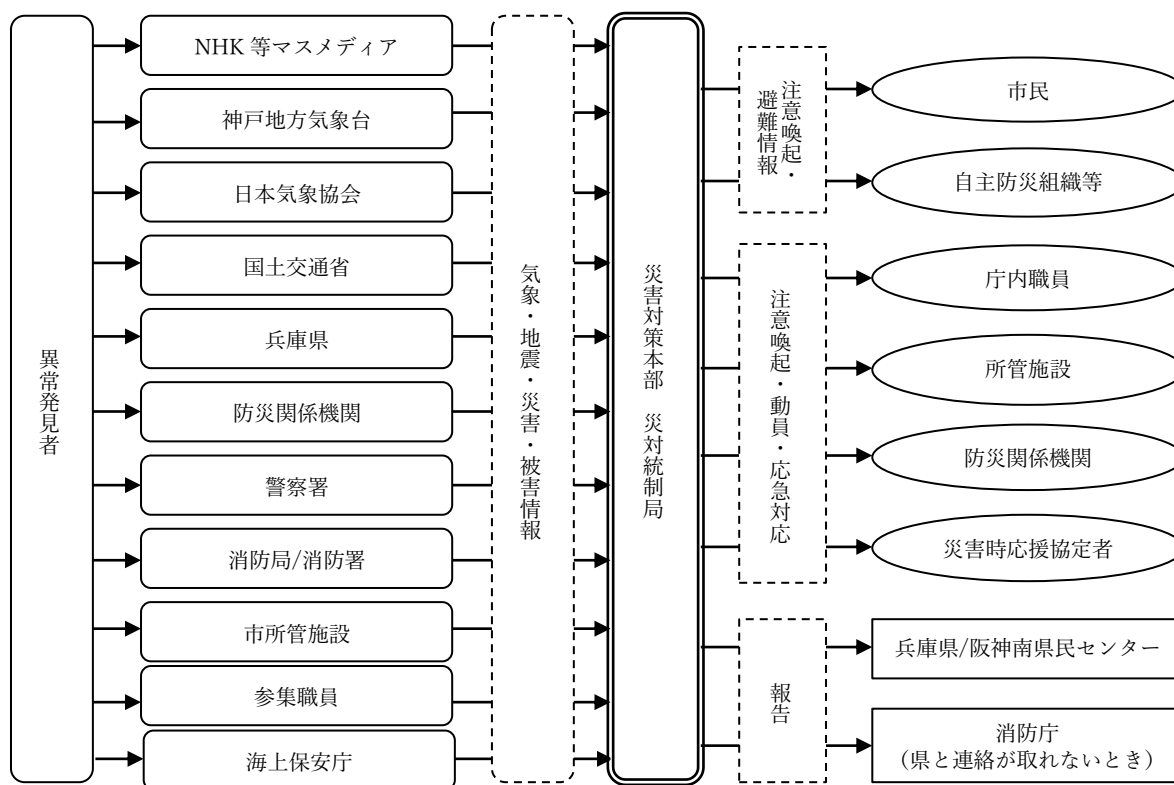 異常発見者
NHK 等マスメディア
神戸地方気象台
日本気象協会
国土交通省
兵庫県
防災関係機関
警察署
消防局/消防署
市所管施設
参集職員
海上保安庁
気象・地震・災害・被害情報
災害対策本部 災対統制局
注意喚起・
避難情報
市民
自主防災組織等
注意喚起・動員・応急対応
庁内職員
所管施設
防災関係機関
災害時応援協定者
報告
兵庫県/阪神南県民センター
消防庁
（県と連絡が取れないとき）